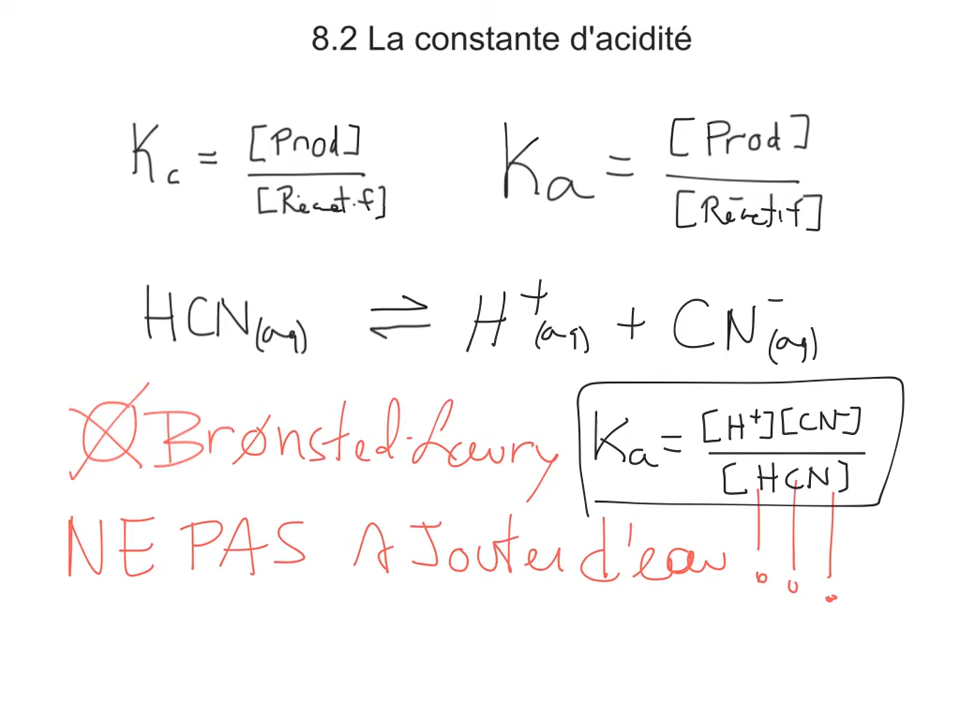 8.2 La constante d'acidité
Kc = [Prod] / [Réactif]
Ka = [Prod] / [Réactif]
HCN(aq) ⇌ H⁺(aq) + CN⁻(aq)
Brønsted-Lowry
Ka = [H⁺][CN⁻] / [HCN]
NE PAS AJouter d'eau !!!